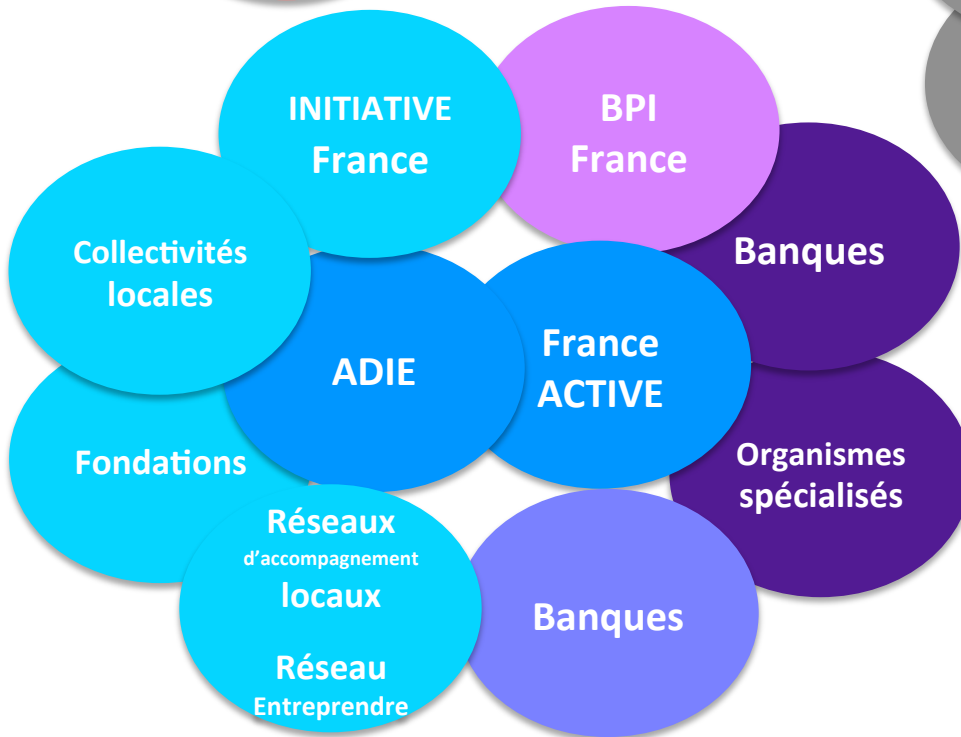 INITIATIVE
France
BPI
France
Collectivités
locales
Banques
ADIE
France
ACTIVE
Fondations
Organismes
spécialisés
Réseaux
d’accompagnement
locaux
Réseau
Entreprendre
Banques